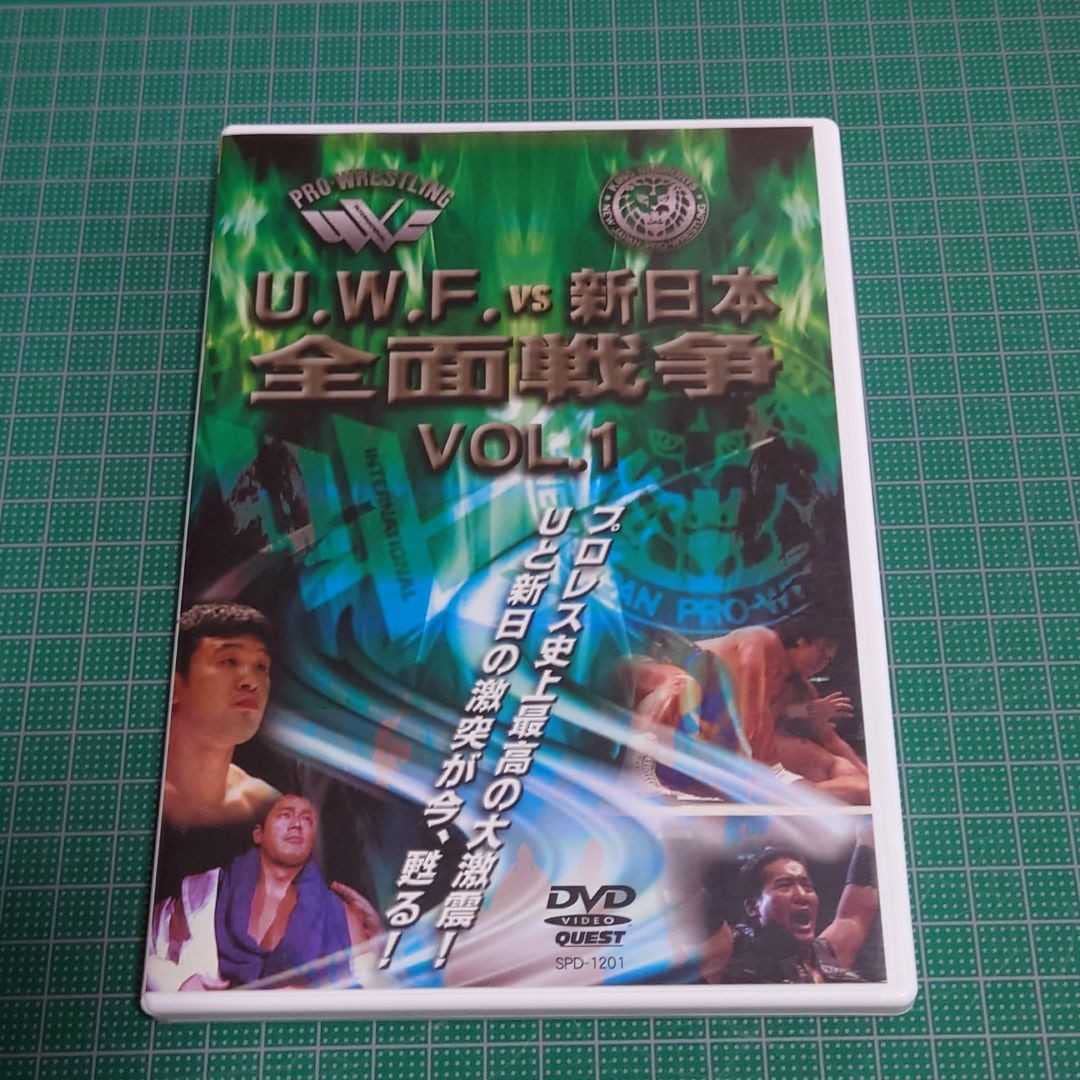 PRO-WRESTLING
U.W.F. vs 新日本
全面戦争
VOL.1
INTERNATIONAL
プロレス史上最高の大激震！
Uと新日の激突が今、甦る！
DVD
VIDEO
QUEST
SPD-1201